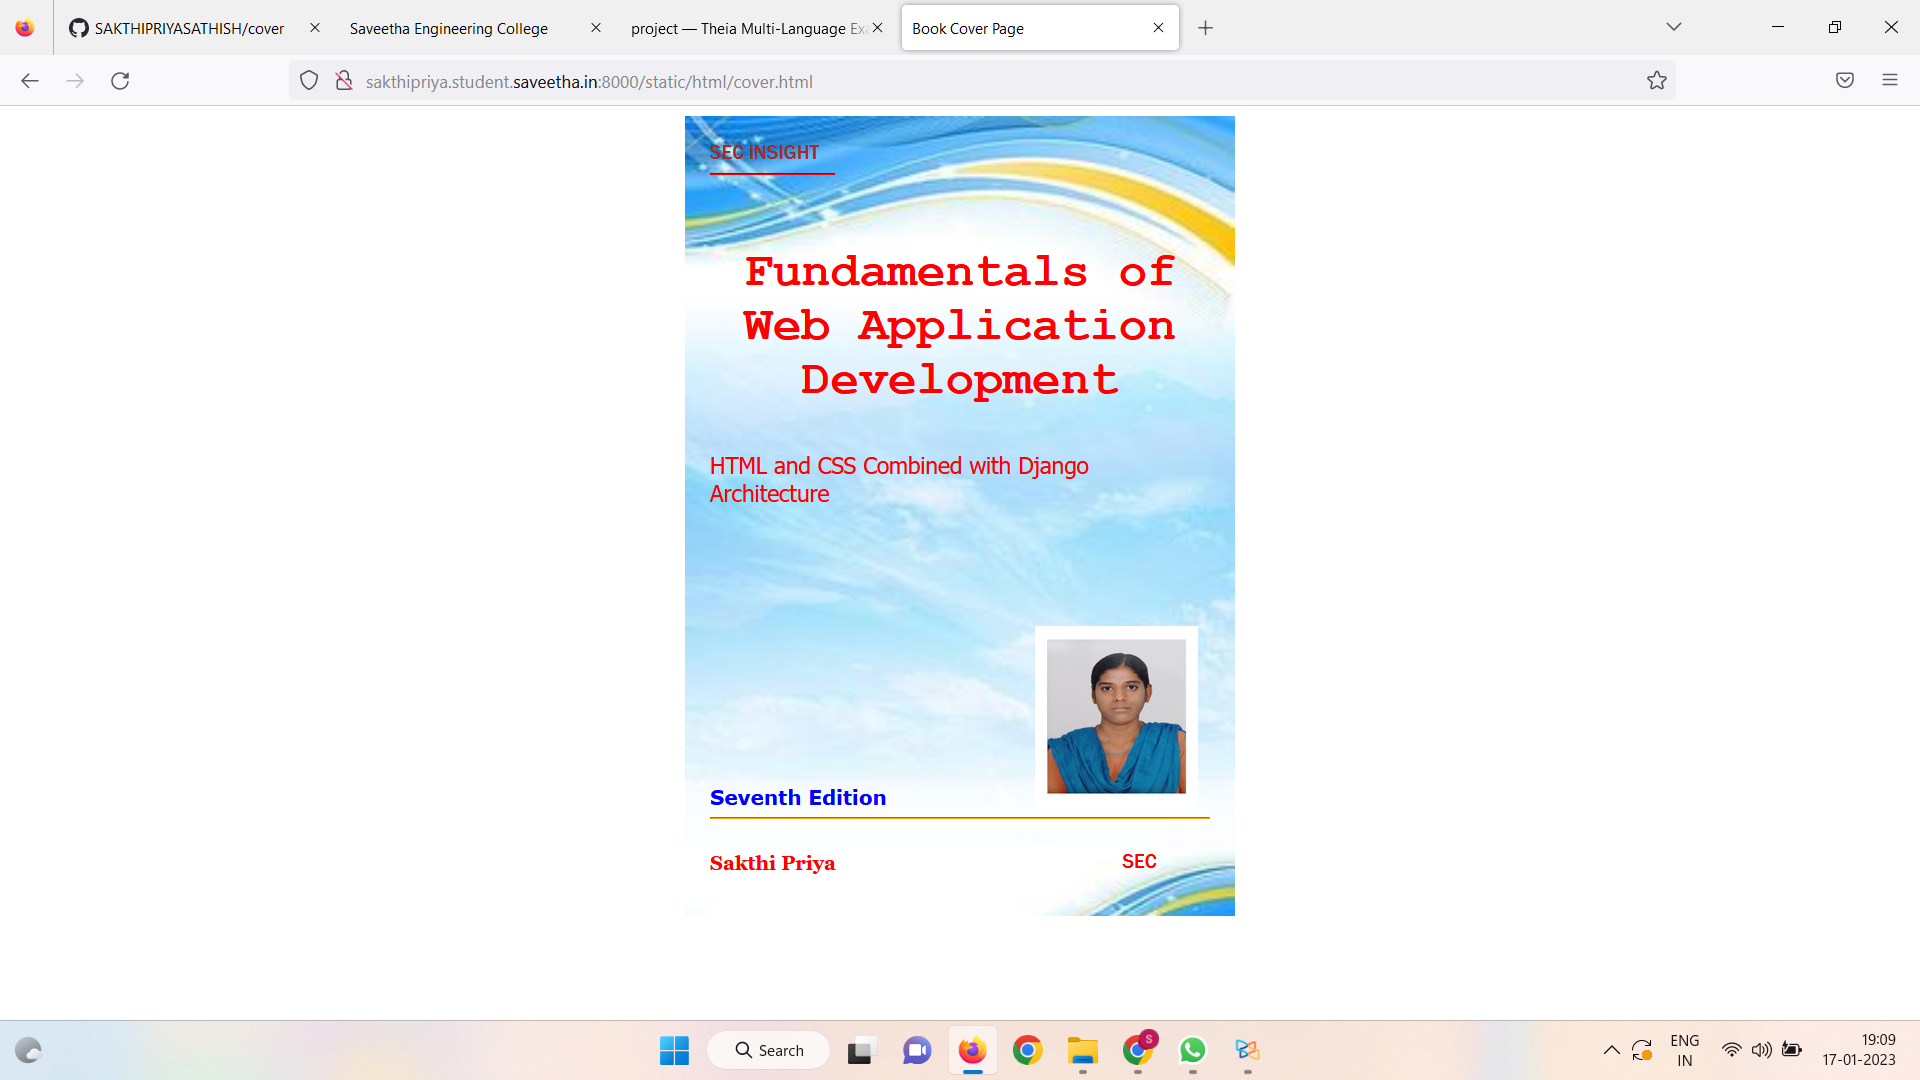 SAKTHIPRIYASATHISH/cover
Saveetha Engineering College
project — Theia Multi-Language Exa
Book Cover Page
sakthipriya.student.saveetha.in:8000/static/html/cover.html
SEC INSIGHT
Fundamentals of
Web Application
Development
HTML and CSS Combined with Django
Architecture
Seventh Edition
Sakthi Priya
SEC
Search
S
ENG
IN
19:09
17-01-2023